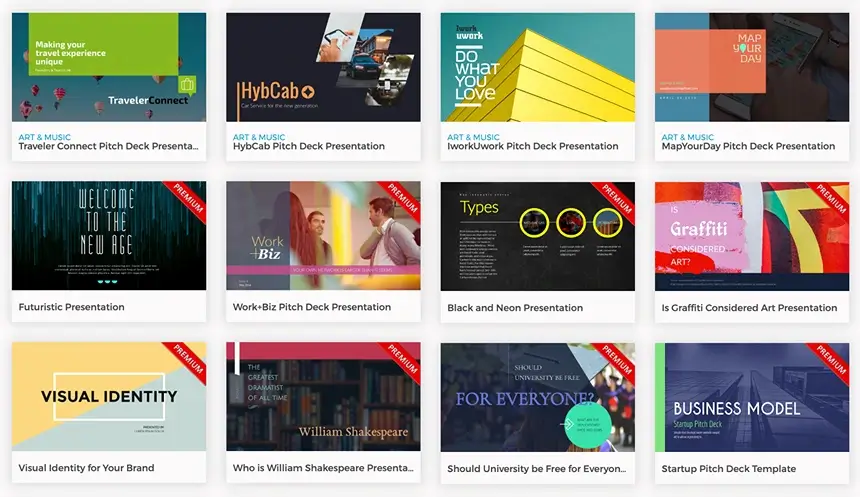 Making your
travel experience
unique
TravelerConnect
ART & MUSIC
Traveler Connect Pitch Deck Presenta...
HybCab
Car Service for the new generation.
ART & MUSIC
HybCab Pitch Deck Presentation
Iwork
uwork
DO
WHAT
YOU
LOVE
ART & MUSIC
IworkUwork Pitch Deck Presentation
MAP
YOUR
DAY
ART & MUSIC
MapYourDay Pitch Deck Presentation
PREMIUM
WELCOME
TO THE
NEW AGE
Futuristic Presentation
PREMIUM
Work
+Biz
Work+Biz Pitch Deck Presentation
PREMIUM
Types
Black and Neon Presentation
PREMIUM
IS
Graffiti
CONSIDERED
ART?
Is Graffiti Considered Art Presentation
PREMIUM
VISUAL IDENTITY
PRESENTED BY
Visual Identity for Your Brand
PREMIUM
THE
GREATEST
DRAMATIST
OF ALL TIME
William Shakespeare
Who is William Shakespeare Presenta...
PREMIUM
SHOULD
UNIVERSITY BE FREE
FOR EVERYONE?
Should University be Free for Everyon...
PREMIUM
BUSINESS MODEL
Startup Pitch Deck
Startup Pitch Deck Template